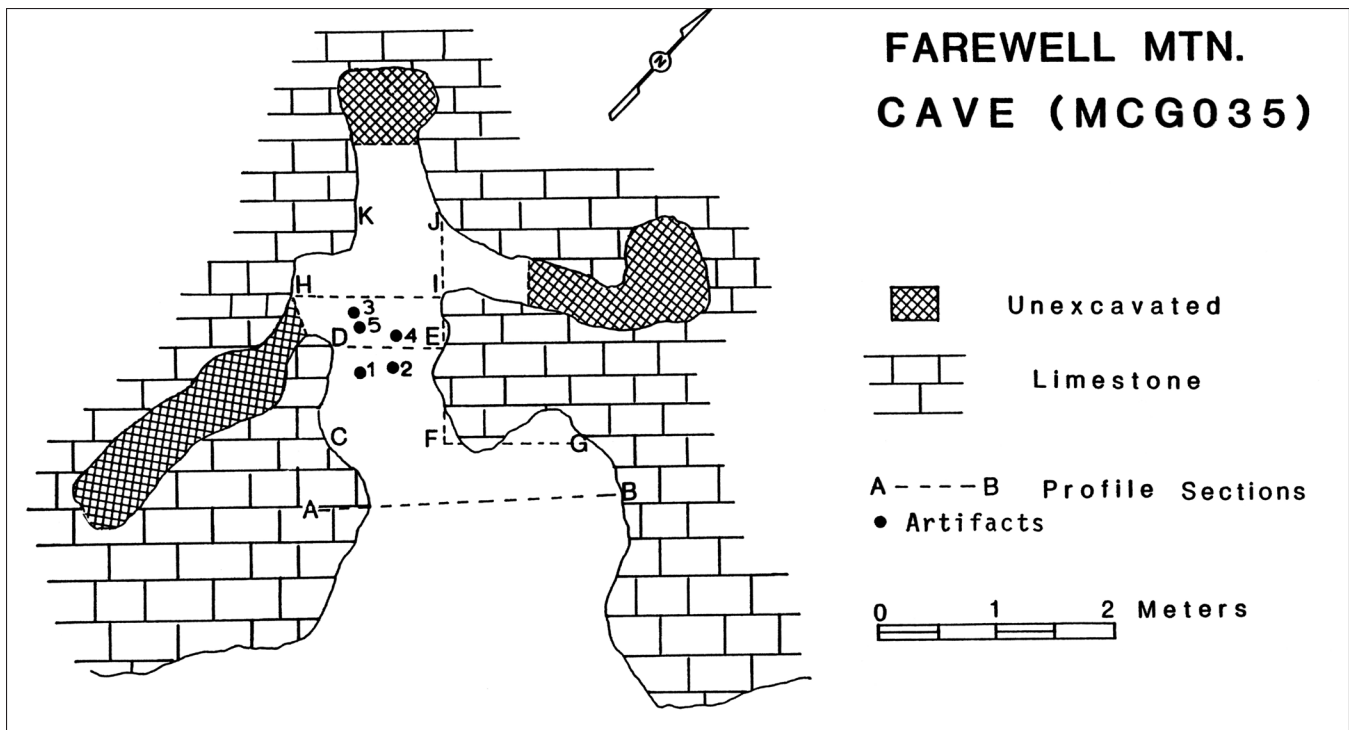 FAREWELL MTN.
CAVE (MCG035)
N
K
J
H
I
3
5
D
4
E
1
2
C
F
G
A
B
Unexcavated
Limestone
A-----B Profile Sections
Artifacts
0 1 2 Meters